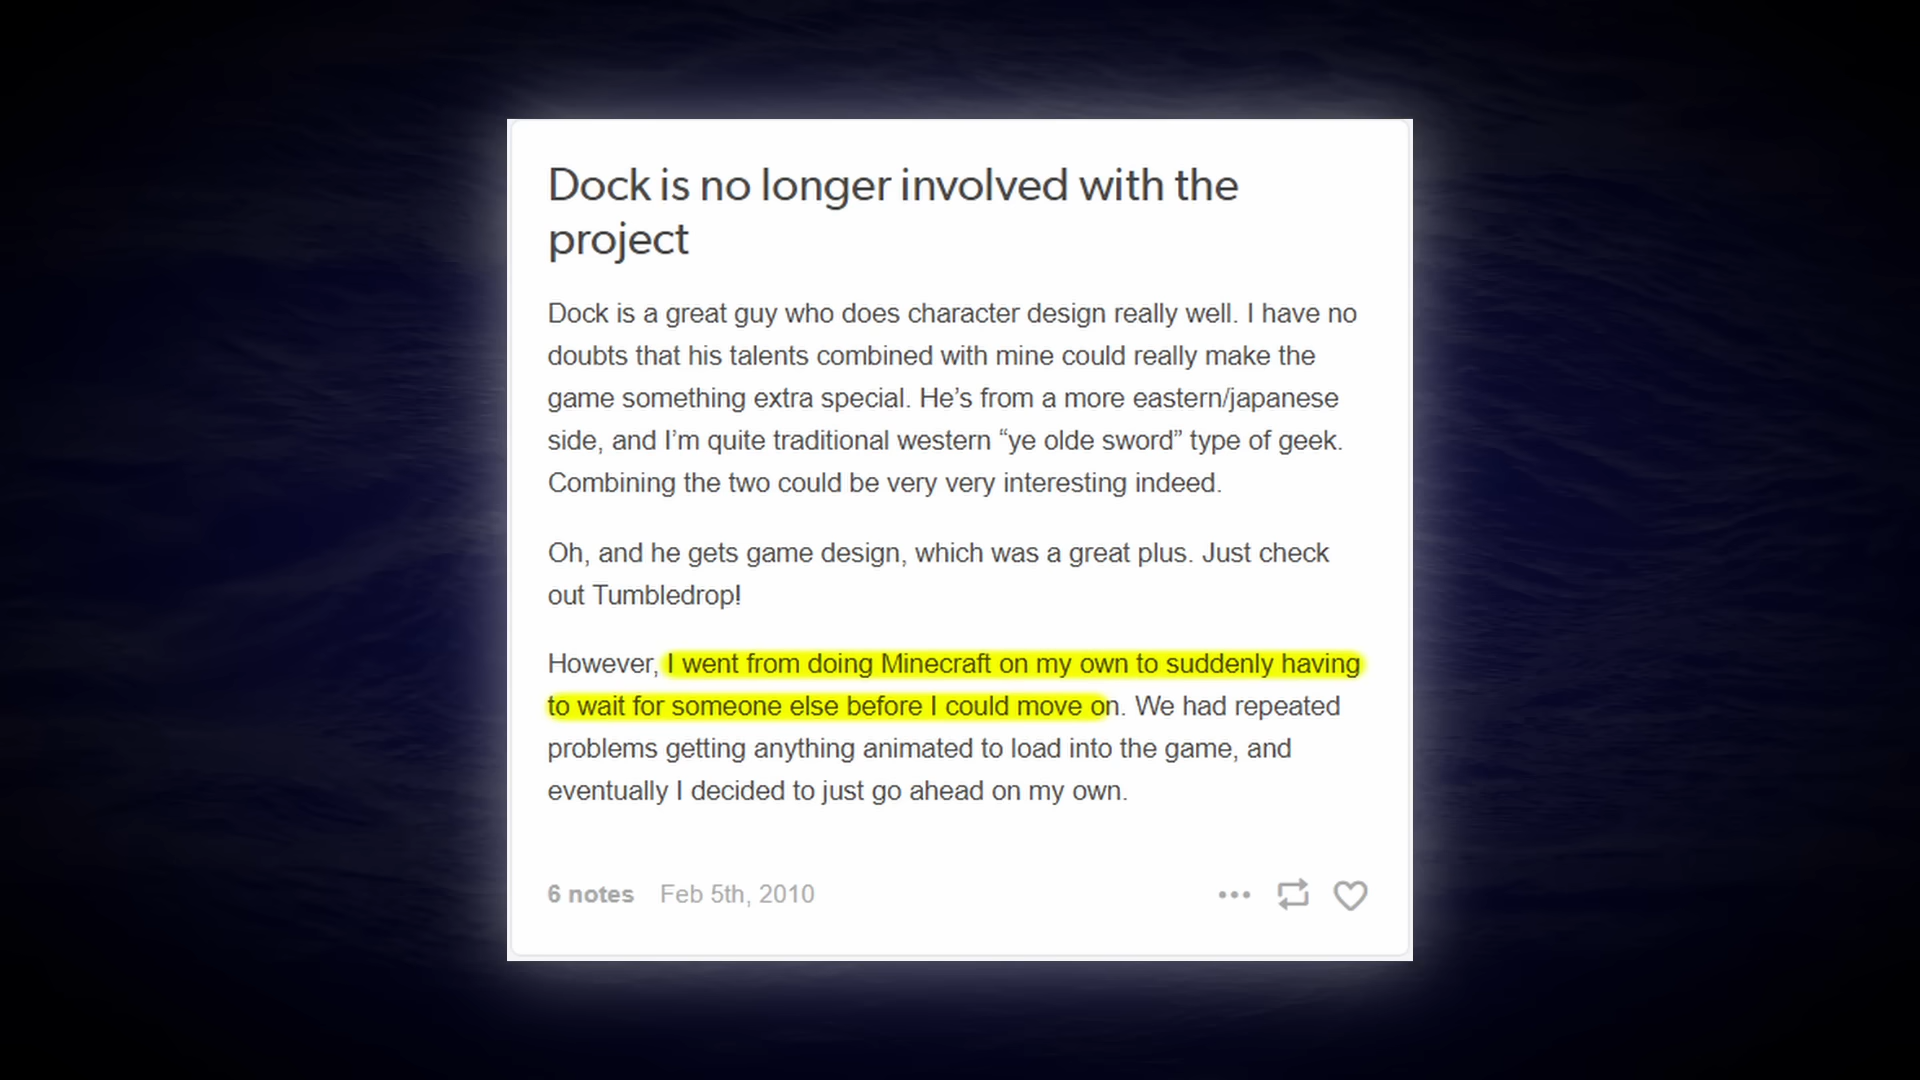 Dock is no longer involved with the
project
Dock is a great guy who does character design really well. I have no
doubts that his talents combined with mine could really make the
game something extra special. He’s from a more eastern/japanese
side, and I’m quite traditional western “ye olde sword” type of geek.
Combining the two could be very very interesting indeed.
Oh, and he gets game design, which was a great plus. Just check
out Tumbledrop!
However, I went from doing Minecraft on my own to suddenly having
to wait for someone else before I could move on. We had repeated
problems getting anything animated to load into the game, and
eventually I decided to just go ahead on my own.
6 notes Feb 5th, 2010